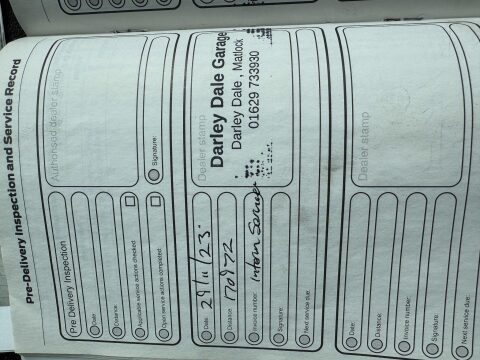 Pre-Delivery Inspection and Service Record
Pre Delivery Inspection
Date:
Distance:
Applicable service actions checked
Open service actions completed
Authorised dealer stamp
Signature:
Date: 29/11/23
Distance: 170972
Invoice number: Interim Service
Signature:
Next service due:
Dealer stamp
Darley Dale Garage
Darley Dale , Matlock
01629 733930
Date:
Distance:
Invoice number:
Signature:
Next service due:
Dealer stamp